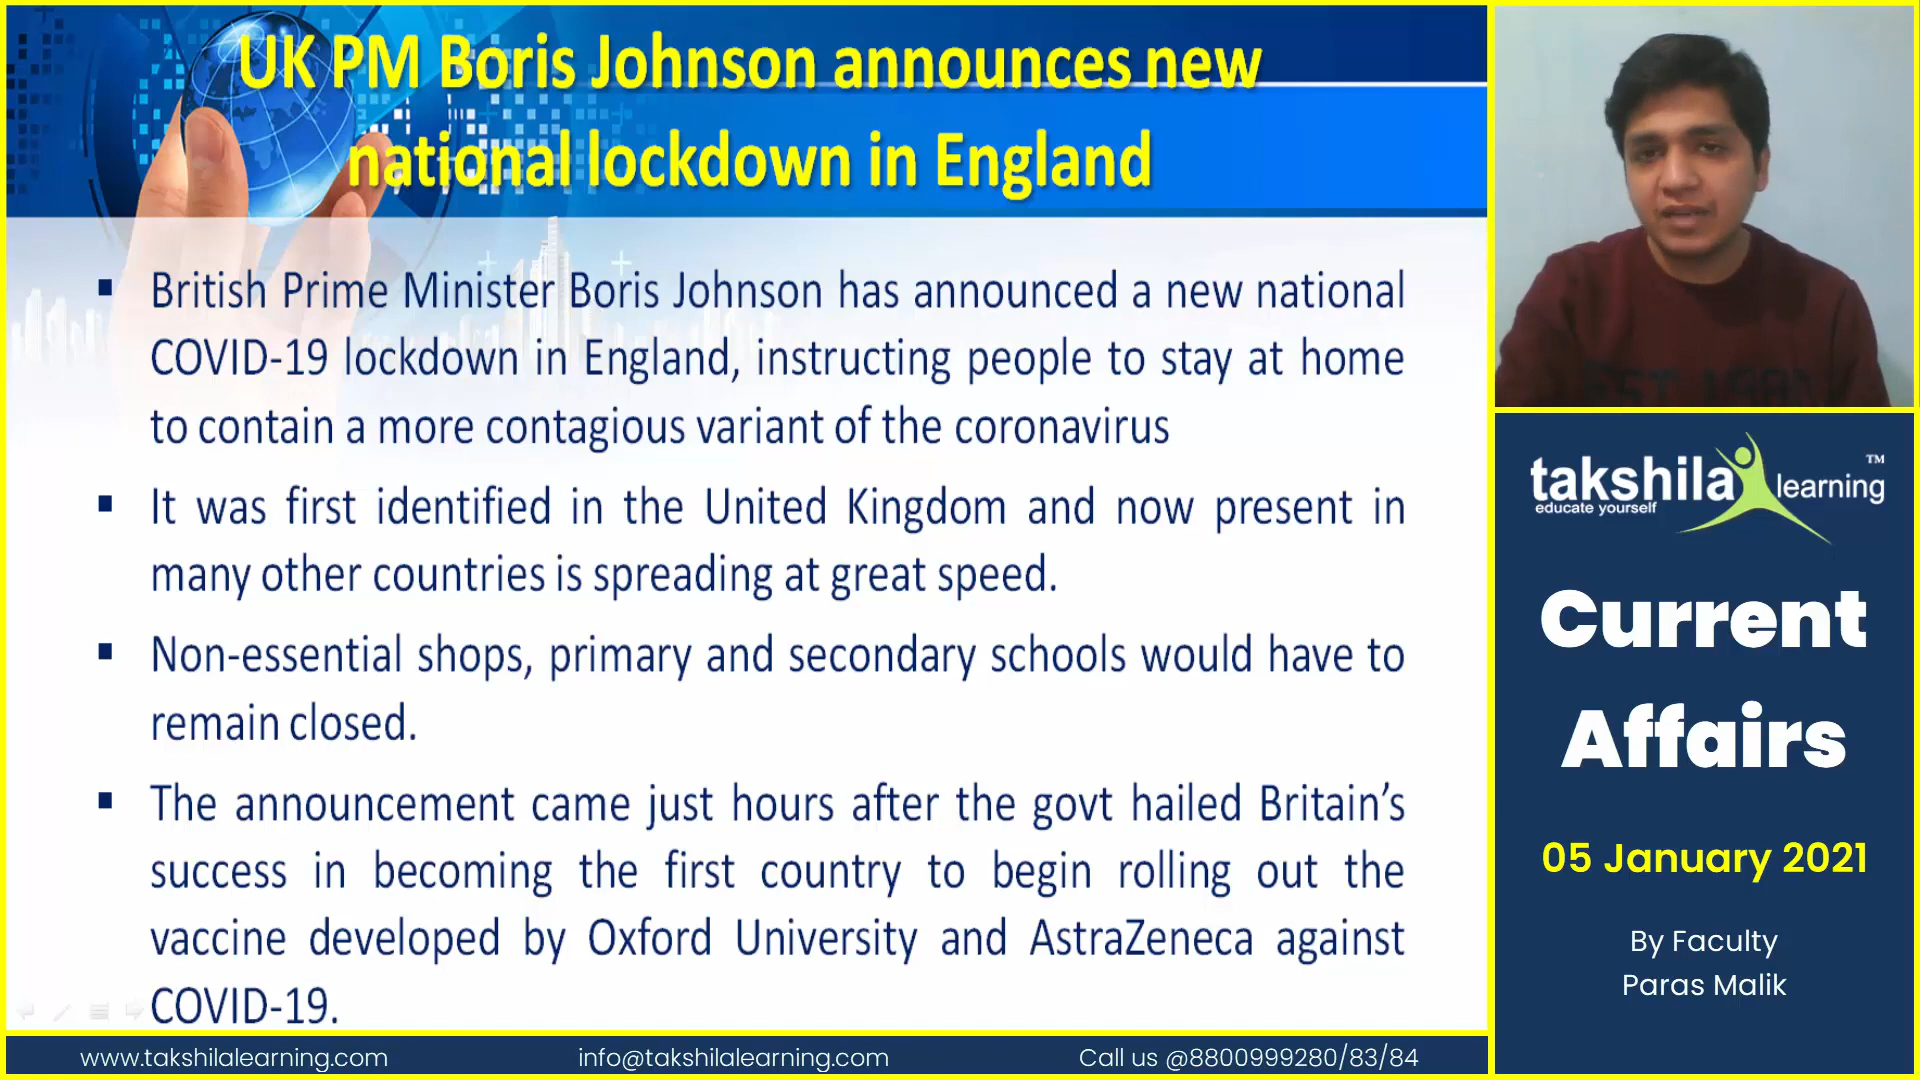 UK PM Boris Johnson announces new
national lockdown in England
▪ British Prime Minister Boris Johnson has announced a new national
COVID-19 lockdown in England, instructing people to stay at home
to contain a more contagious variant of the coronavirus
▪ It was first identified in the United Kingdom and now present in
many other countries is spreading at great speed.
▪ Non-essential shops, primary and secondary schools would have to
remain closed.
▪ The announcement came just hours after the govt hailed Britain’s
success in becoming the first country to begin rolling out the
vaccine developed by Oxford University and AstraZeneca against
COVID-19.
takshila learning™
educate yourself
Current
Affairs
05 January 2021
By Faculty
Paras Malik
www.takshilalearning.com
info@takshilalearning.com
Call us @8800999280/83/84